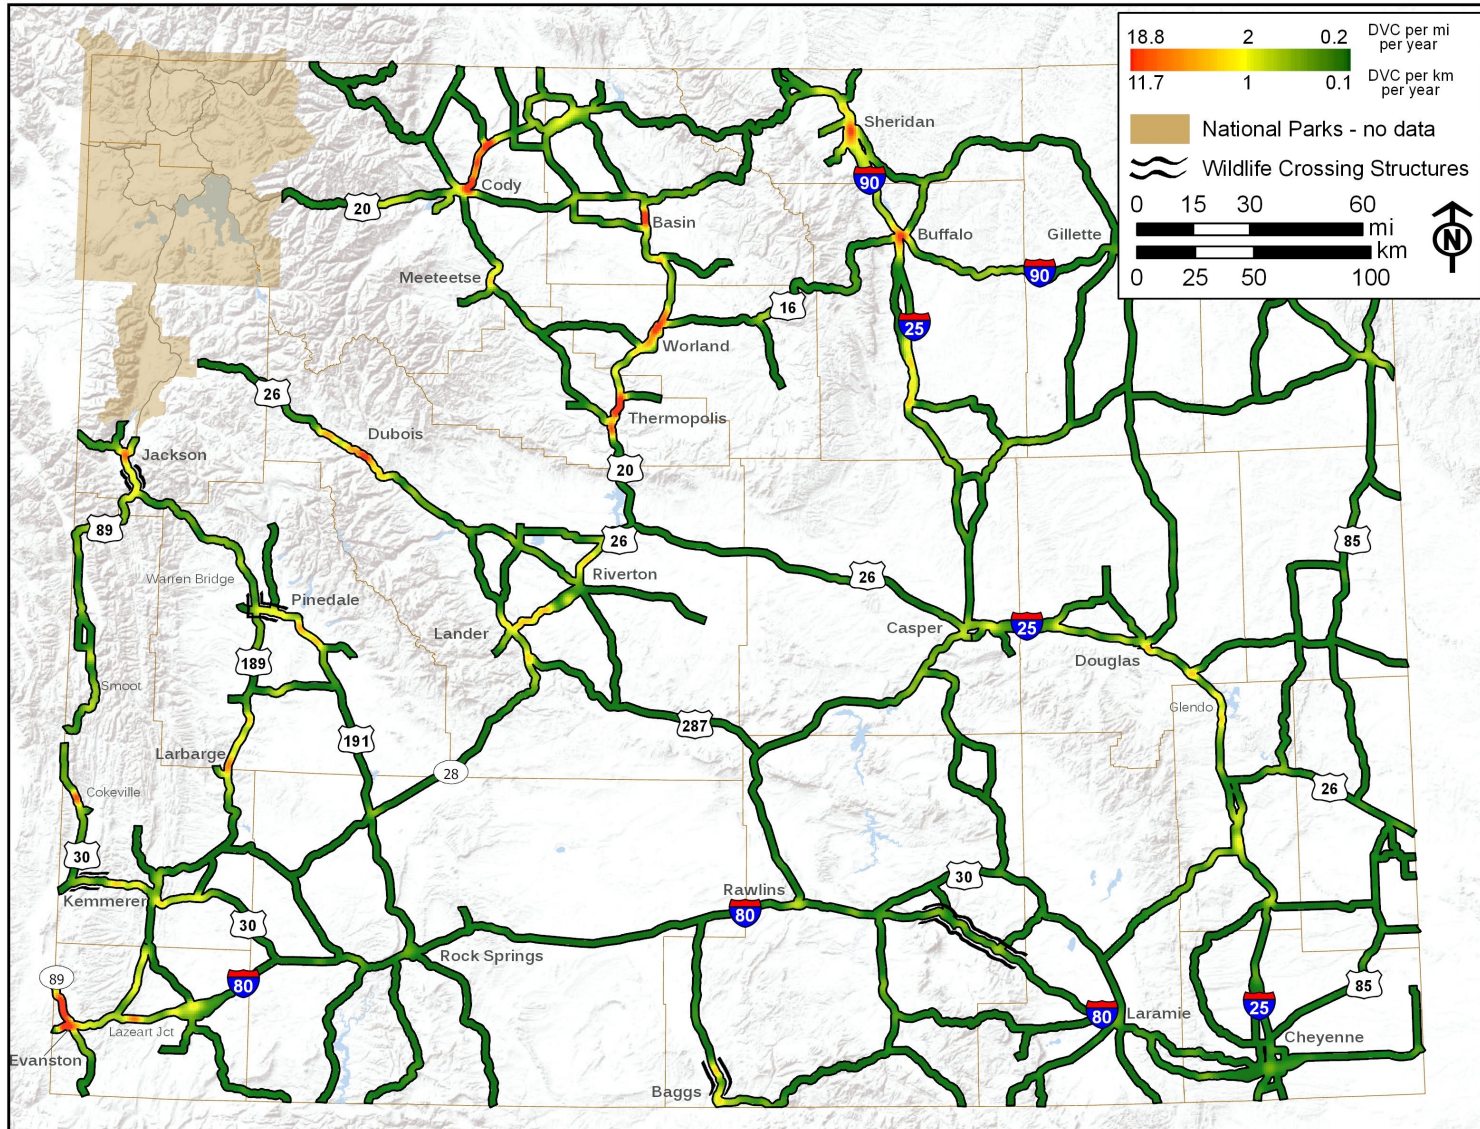 18.8 2 0.2 DVC per mi
per year
11.7 1 0.1 DVC per km
per year
National Parks - no data
Wildlife Crossing Structures
0 15 30 60
mi
km
0 25 50 100
N
Sheridan
90
Cody
20
Basin
Buffalo
Gillette
90
Meeteetse
16
25
Worland
26
Thermopolis
Dubois
Jackson
20
89
26
85
Riverton
26
Warren Bridge
Pinedale
Lander
Casper
25
Douglas
189
Smoot
Glendo
287
191
Larbarge
28
Cokeville
26
30
30
Rawlins
Kemmerer
80
30
Rock Springs
89
80
85
25
Lazeart Jct
80
Laramie
Cheyenne
Evanston
Baggs